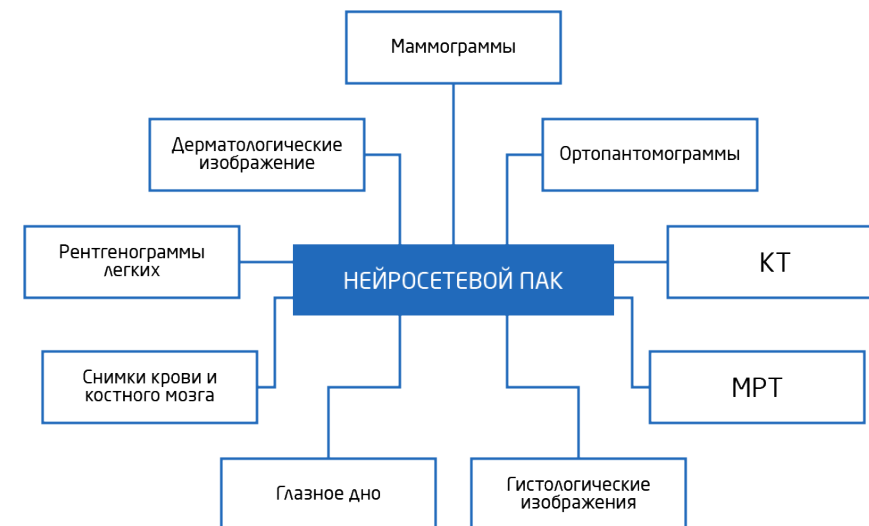 Маммограммы
Дерматологические
изображение
Ортопантомограммы
Рентгенограммы
легких
НЕЙРОСЕТЕВОЙ ПАК
КТ
Снимки крови и
костного мозга
МРТ
Глазное дно
Гистологические
изображения